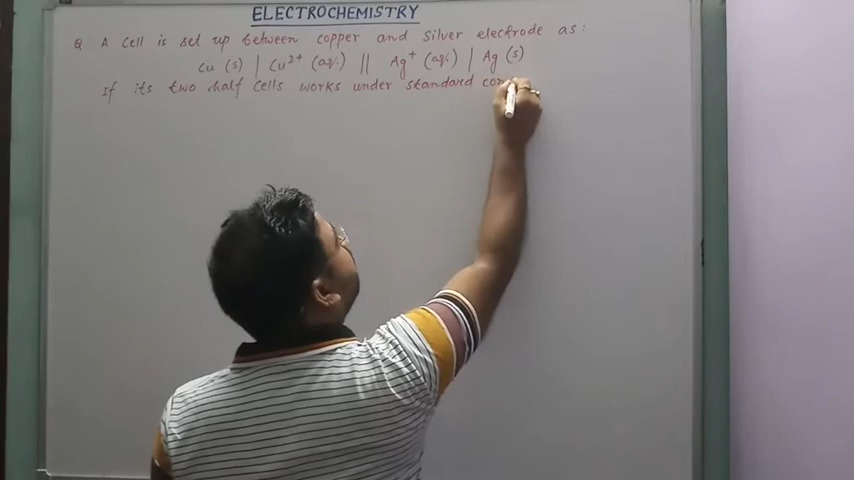 ELECTROCHEMISTRY
Q A cell is set up between copper and silver electrode as:
Cu (s) | Cu²⁺ (aq.) || Ag⁺ (aq.) | Ag (s)
If its two half cells works under standard